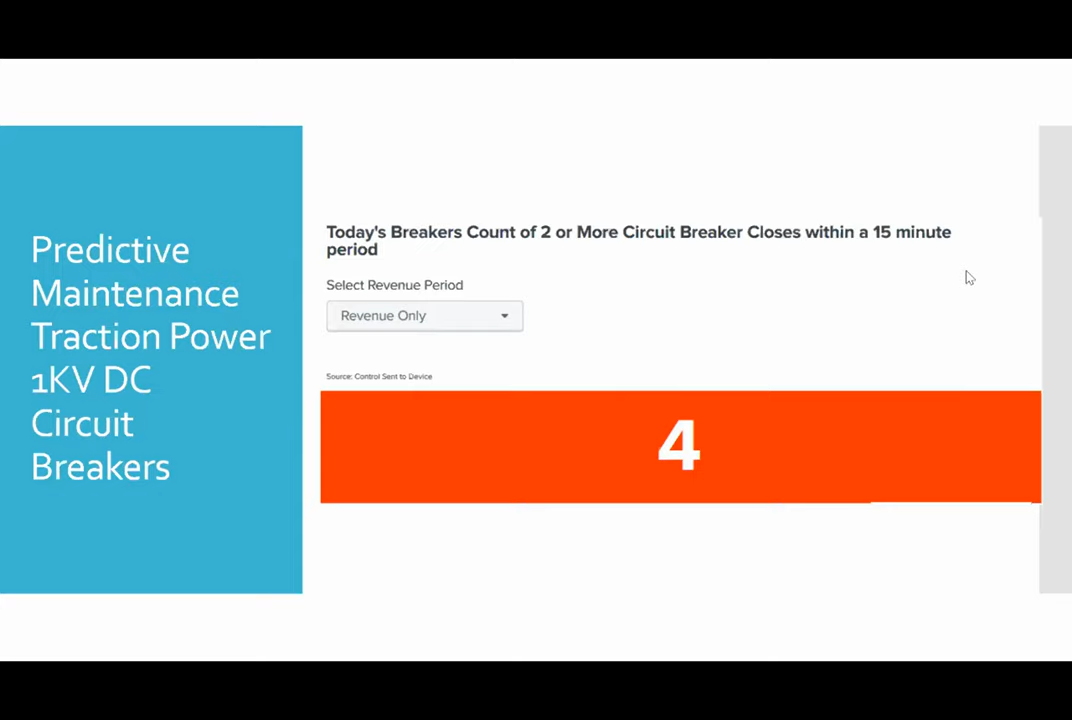 Predictive
Maintenance
Traction Power
1KV DC
Circuit
Breakers
Today's Breakers Count of 2 or More Circuit Breaker Closes within a 15 minute
period
Select Revenue Period
Revenue Only
Source: Control Sent to Device
4